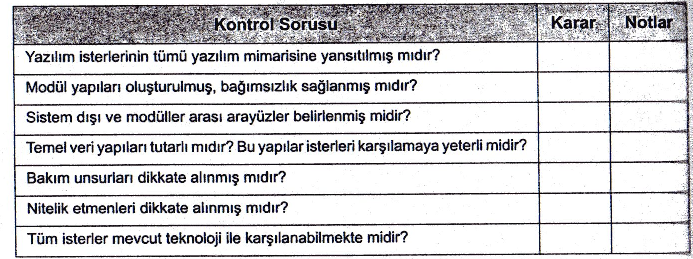 Kontrol Sorusu Karar Notlar
Yazılım isterlerinin tümü yazılım mimarisine yansıtılmış mıdır?
Modül yapıları oluşturulmuş, bağımsızlık sağlanmış mıdır?
Sistem dışı ve modüller arası arayüzler belirlenmiş midir?
Temel veri yapıları tutarlı mıdır? Bu yapılar isterleri karşılamaya yeterli midir?
Bakım unsurları dikkate alınmış mıdır?
Nitelik etmenleri dikkate alınmış mıdır?
Tüm isterler mevcut teknoloji ile karşılanabilmekte midir?